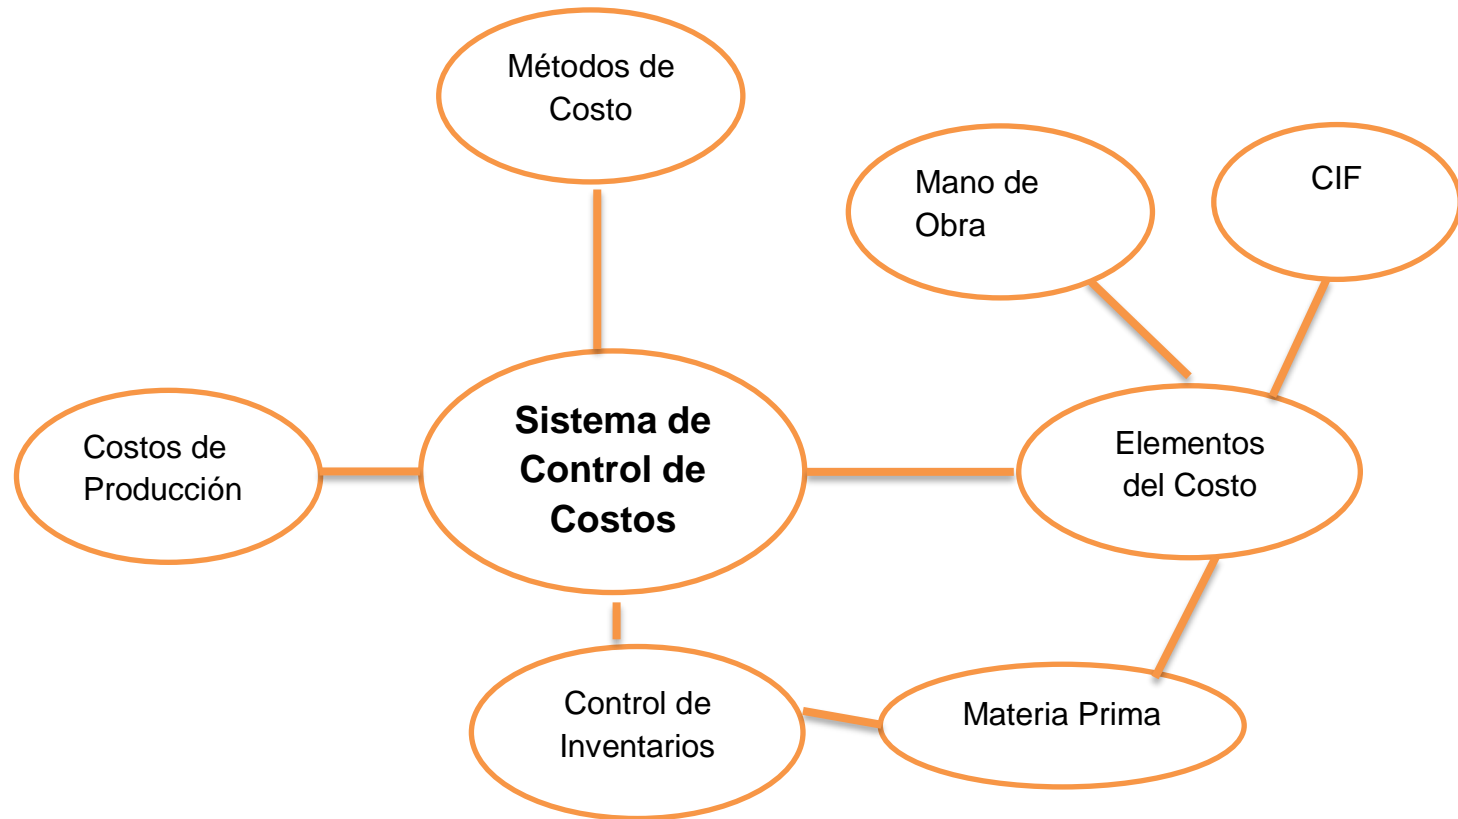 Métodos de
Costo
Mano de
Obra
CIF
Sistema de
Control de
Costos
Costos de
Producción
Elementos
del Costo
Control de
Inventarios
Materia Prima